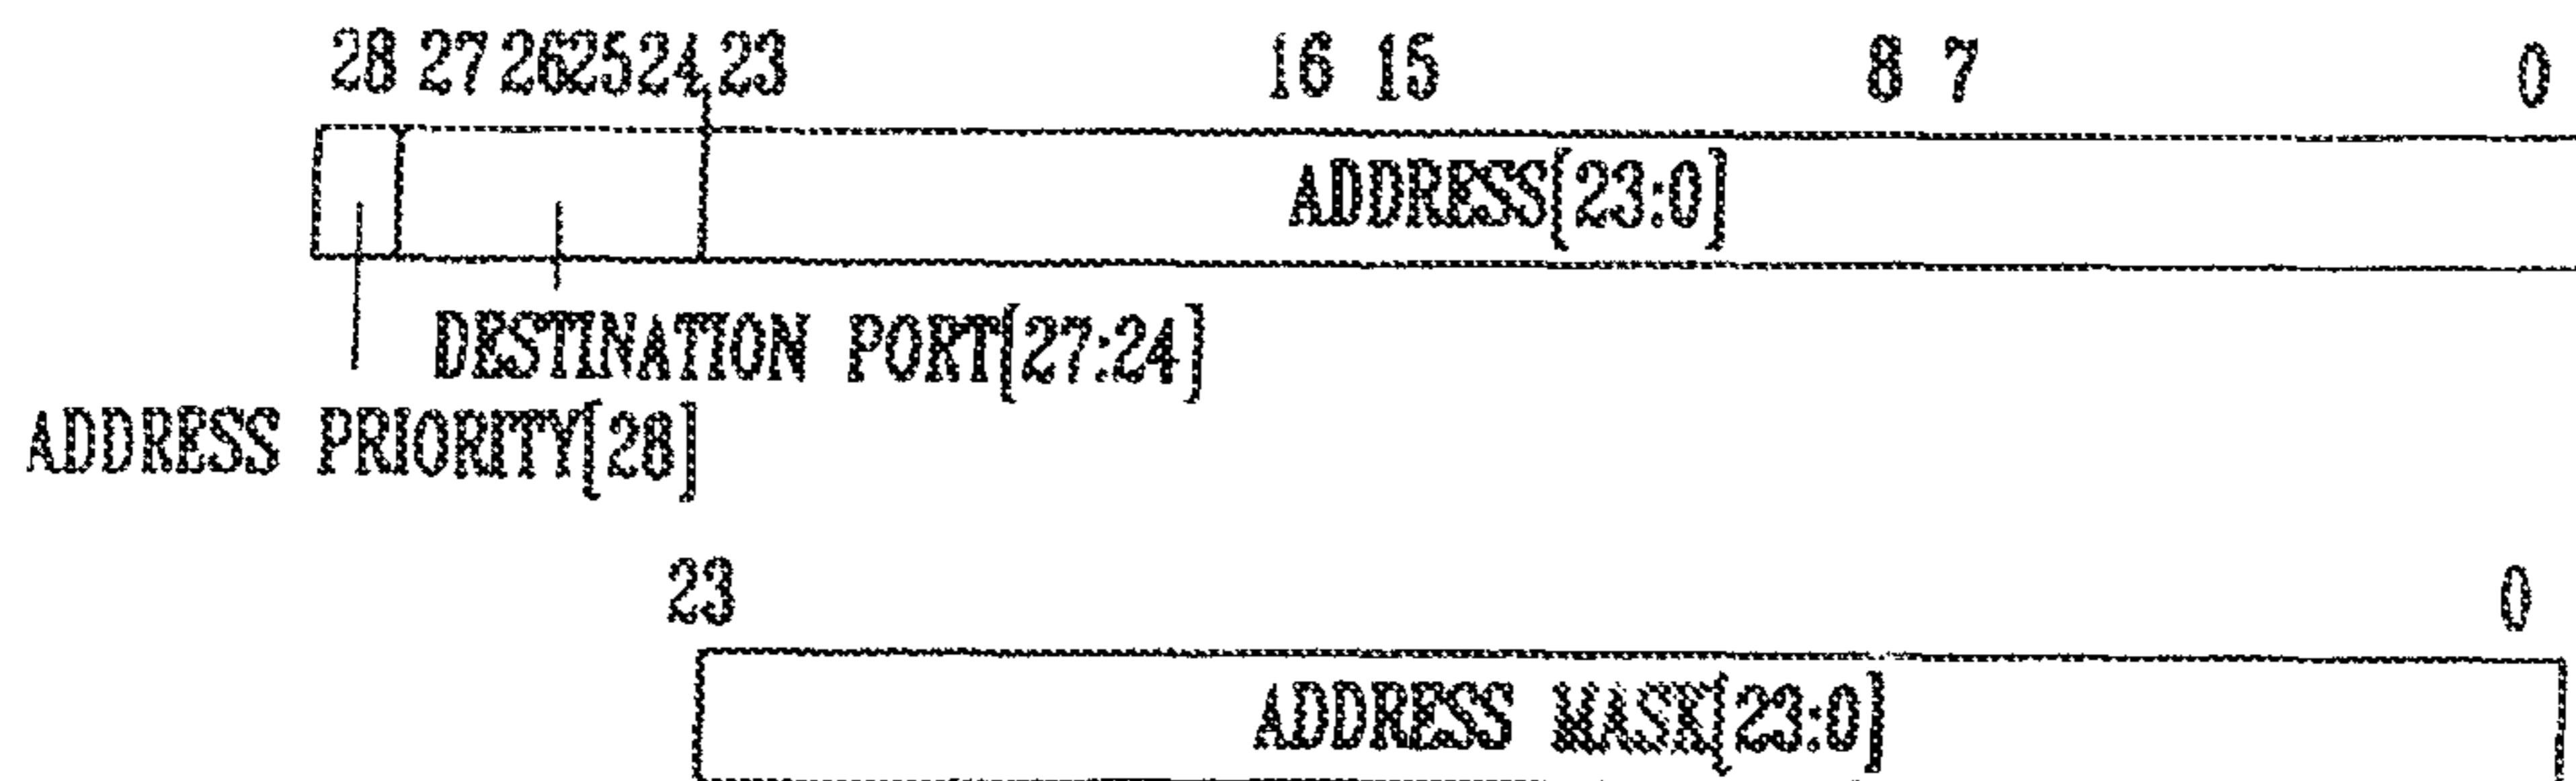 28 27 26 25 24 23 16 15 8 7 0
ADDRESS[23:0]
DESTINATION PORT[27:24]
ADDRESS PRIORITY[28]
23 0
ADDRESS MASK[23:0]